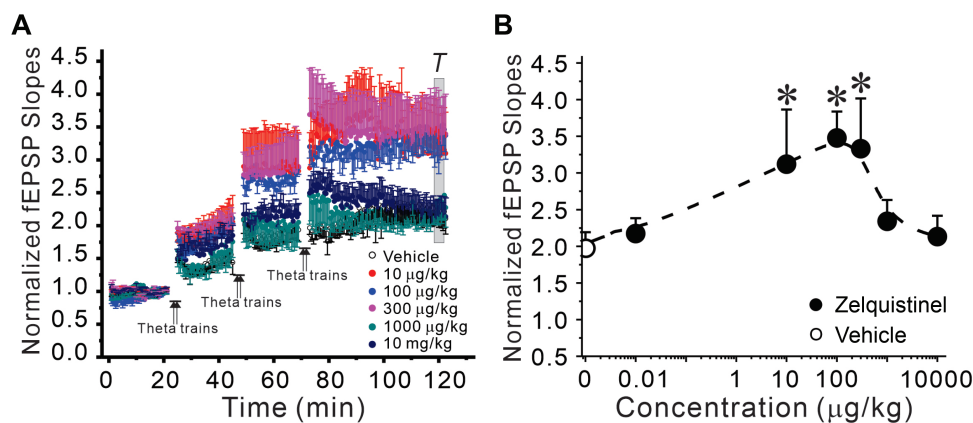 A
Normalized fEPSP Slopes
4.5
4.0
3.5
3.0
2.5
2.0
1.5
1.0
0.5
0.0
T
Theta trains
Theta trains
Theta trains
Vehicle
10 μg/kg
100 μg/kg
300 μg/kg
1000 μg/kg
10 mg/kg
0 20 40 60 80 100 120
Time (min)
B
Normalized fEPSP Slopes
4.5
4.0
3.5
3.0
2.5
2.0
1.5
1.0
0.5
* * *
Zelquistinel
Vehicle
0 0.01 1 100 10000
Concentration (μg/kg)